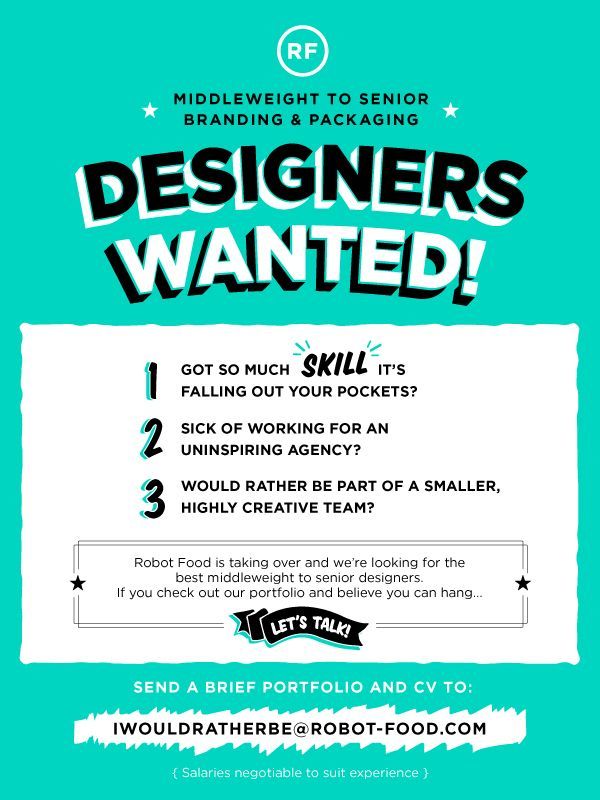 RF
MIDDLEWEIGHT TO SENIOR
BRANDING & PACKAGING
DESIGNERS
WANTED!
1 GOT SO MUCH SKILL IT'S
FALLING OUT YOUR POCKETS?
2 SICK OF WORKING FOR AN
UNINSPIRING AGENCY?
3 WOULD RATHER BE PART OF A SMALLER,
HIGHLY CREATIVE TEAM?
Robot Food is taking over and we're looking for the
best middleweight to senior designers.
If you check out our portfolio and believe you can hang...
LET'S TALK!
SEND A BRIEF PORTFOLIO AND CV TO:
IWOULDRATHERBE@ROBOT-FOOD.COM
{ Salaries negotiable to suit experience }